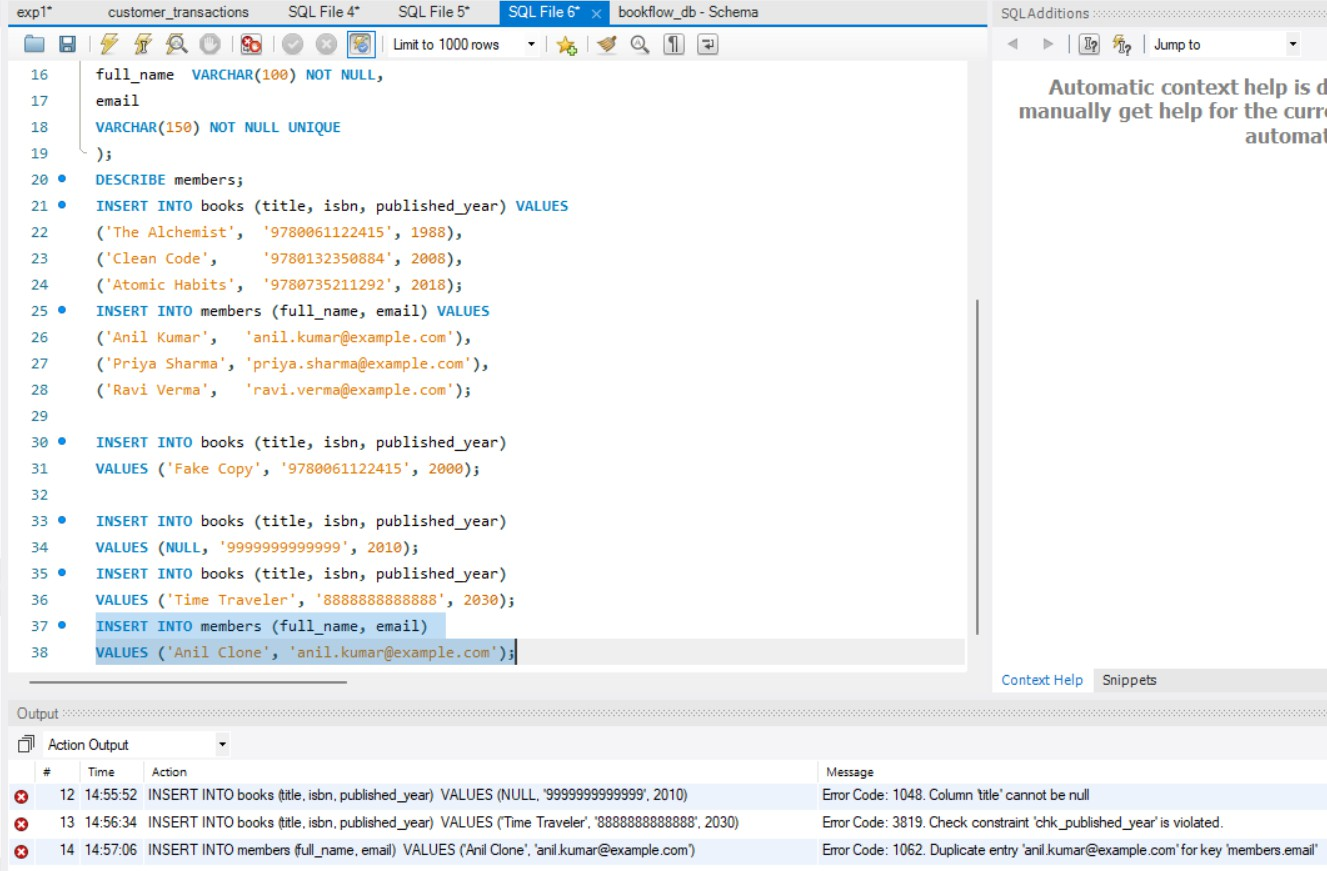 exp1* customer_transactions SQL File 4* SQL File 5* SQL File 6* × bookflow_db - Schema
SQLAdditions
Limit to 1000 rows
Jump to
Automatic context help is
manually get help for the
16 full_name VARCHAR(100) NOT NULL,
17 email
18 VARCHAR(150) NOT NULL UNIQUE
19 );
20 DESCRIBE members;
21 INSERT INTO books (title, isbn, published_year) VALUES
22 ('The Alchemist', '9780061122415', 1988),
23 ('Clean Code', '9780132350884', 2008),
24 ('Atomic Habits', '9780735211292', 2018);
25 INSERT INTO members (full_name, email) VALUES
26 ('Anil Kumar', 'anil.kumar@example.com'),
27 ('Priya Sharma', 'priya.sharma@example.com'),
28 ('Ravi Verma', 'ravi.verma@example.com');
29
30 INSERT INTO books (title, isbn, published_year)
31 VALUES ('Fake Copy', '9780061122415', 2000);
32
33 INSERT INTO books (title, isbn, published_year)
34 VALUES (NULL, '9999999999999', 2010);
35 INSERT INTO books (title, isbn, published_year)
36 VALUES ('Time Traveler', '8888888888888', 2030);
37 INSERT INTO members (full_name, email)
38 VALUES ('Anil Clone', 'anil.kumar@example.com');
Context Help Snippets
Output
Action Output
# Time Action Message
12 14:55:52 INSERT INTO books (title, isbn, published_year) VALUES (NULL, '9999999999999', 2010) Error Code: 1048. Column 'title' cannot be null
13 14:56:34 INSERT INTO books (title, isbn, published_year) VALUES ('Time Traveler', '8888888888888', 2030) Error Code: 3819. Check constraint 'chk_published_year' is violated.
14 14:57:06 INSERT INTO members (full_name, email) VALUES ('Anil Clone', 'anil.kumar@example.com') Error Code: 1062. Duplicate entry 'anil.kumar@example.com' for key 'members.email'